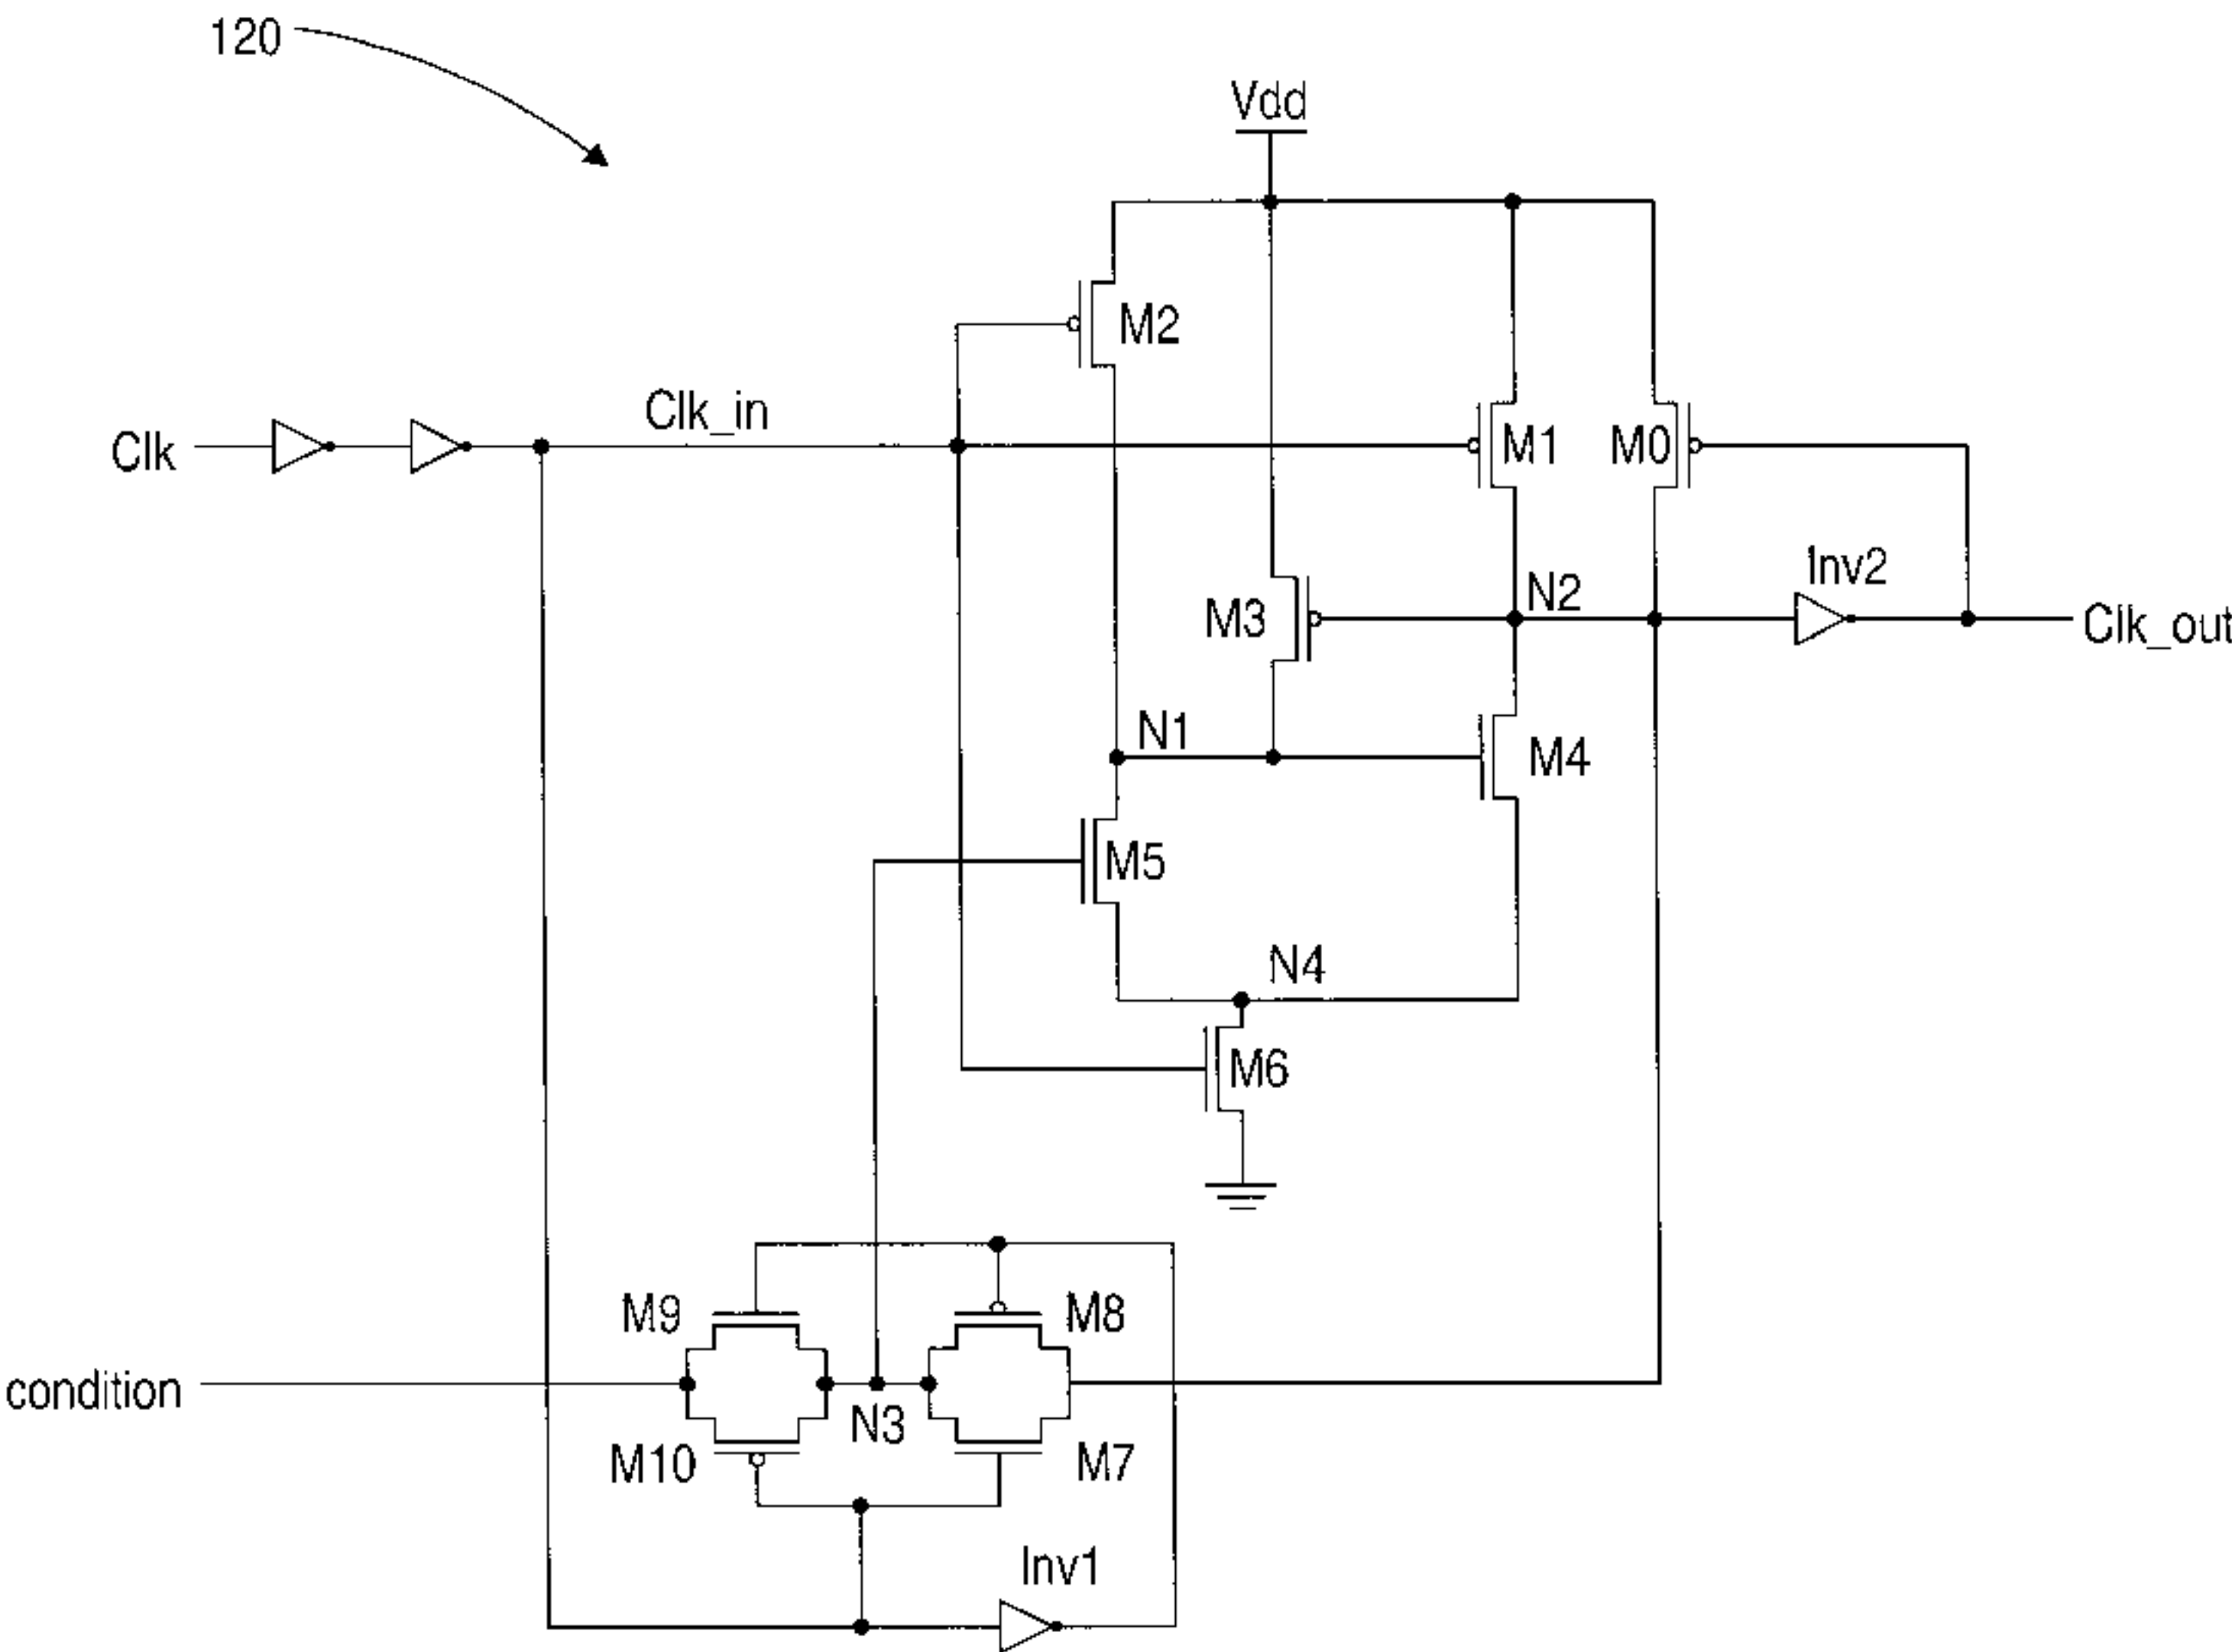 120
Vdd
M2
Clk_in
Clk
M1
M0
Inv2
N2
M3
Clk_out
N1
M4
M5
N4
M6
M9
M8
condition
N3
M10
M7
Inv1